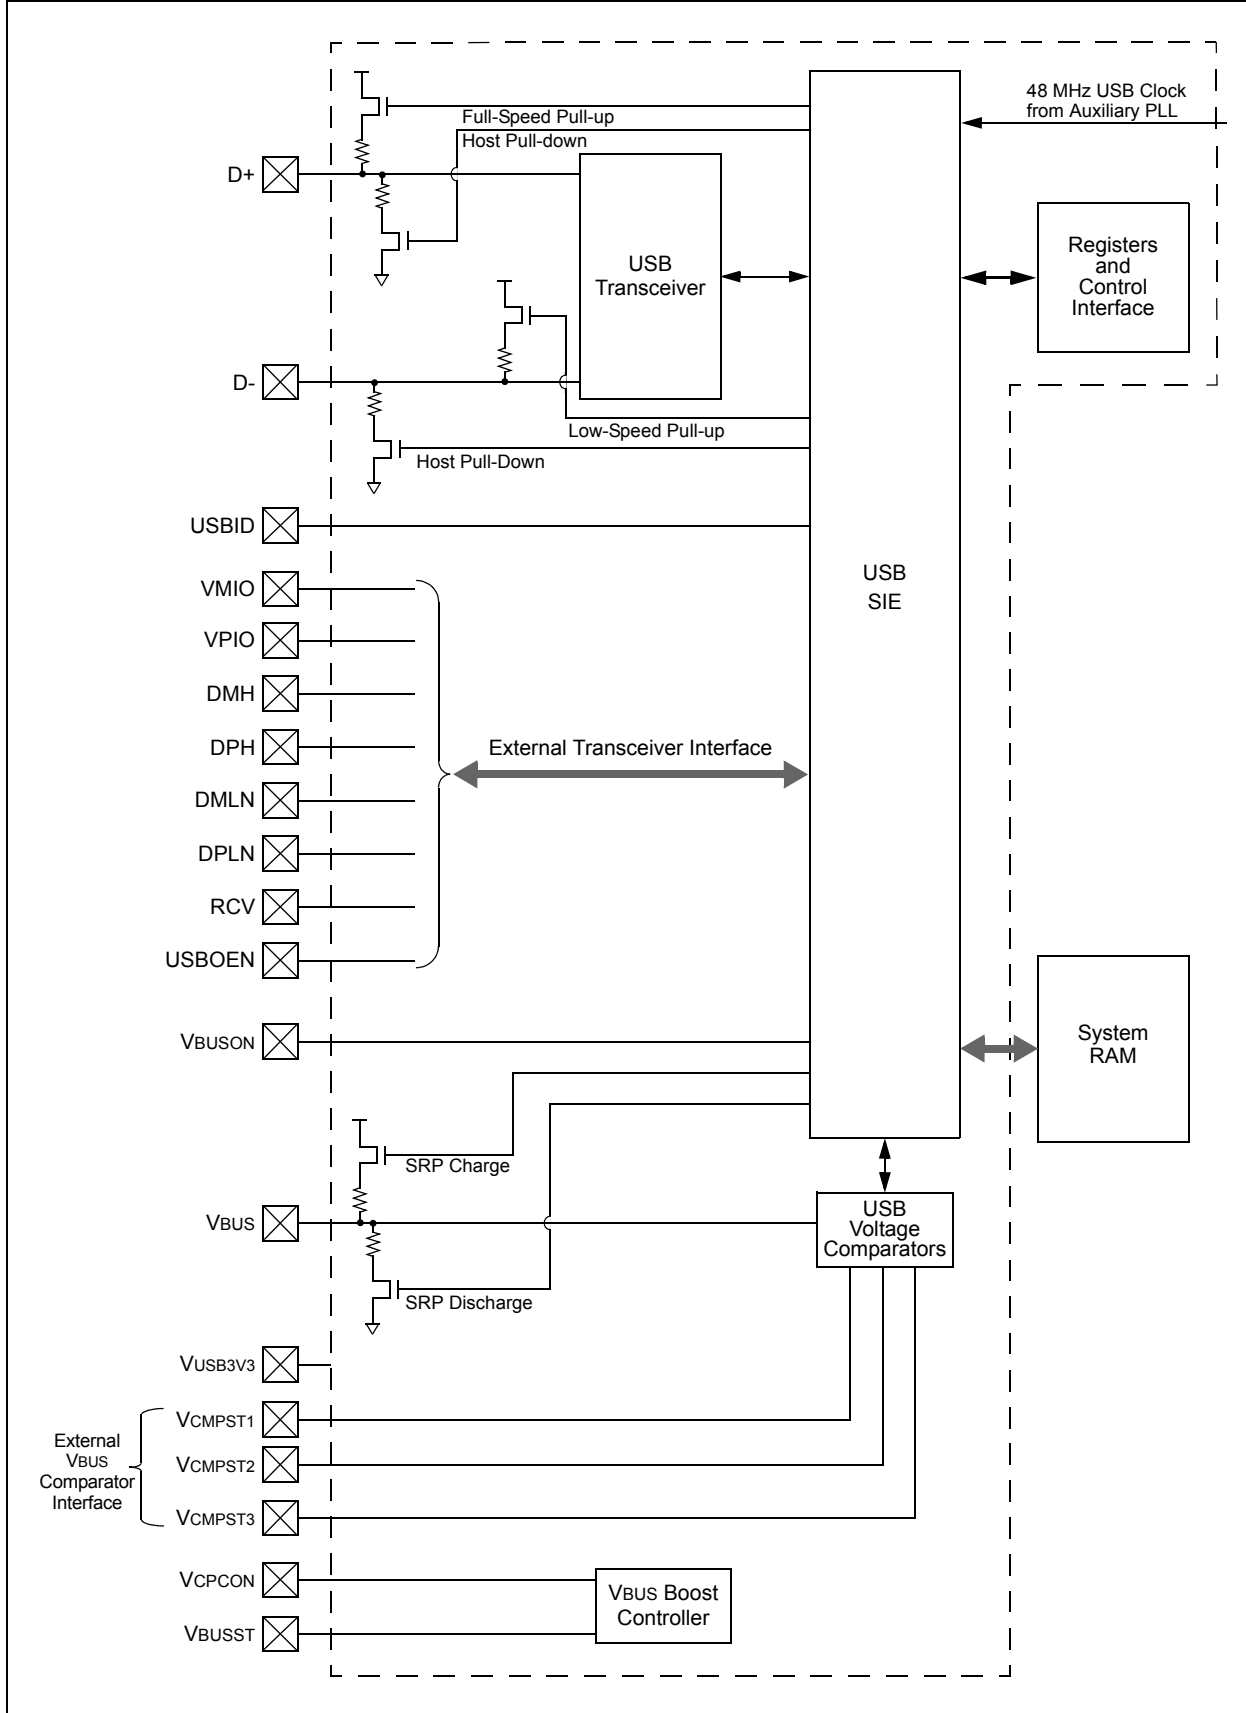 48 MHz USB Clock
from Auxiliary PLL
Full-Speed Pull-up
Host Pull-down
D+
USB
Transceiver
Registers
and
Control
Interface
D-
Low-Speed Pull-up
Host Pull-Down
USBID
USB
SIE
VMIO
VPIO
DMH
DPH
External Transceiver Interface
DMLN
DPLN
RCV
USBOEN
VBUSON
System
RAM
SRP Charge
VBUS
USB
Voltage
Comparators
SRP Discharge
VUSB3V3
VCMPST1
External
VBUS
Comparator
Interface
VCMPST2
VCMPST3
VCPCON
VBUS Boost
Controller
VBUSST